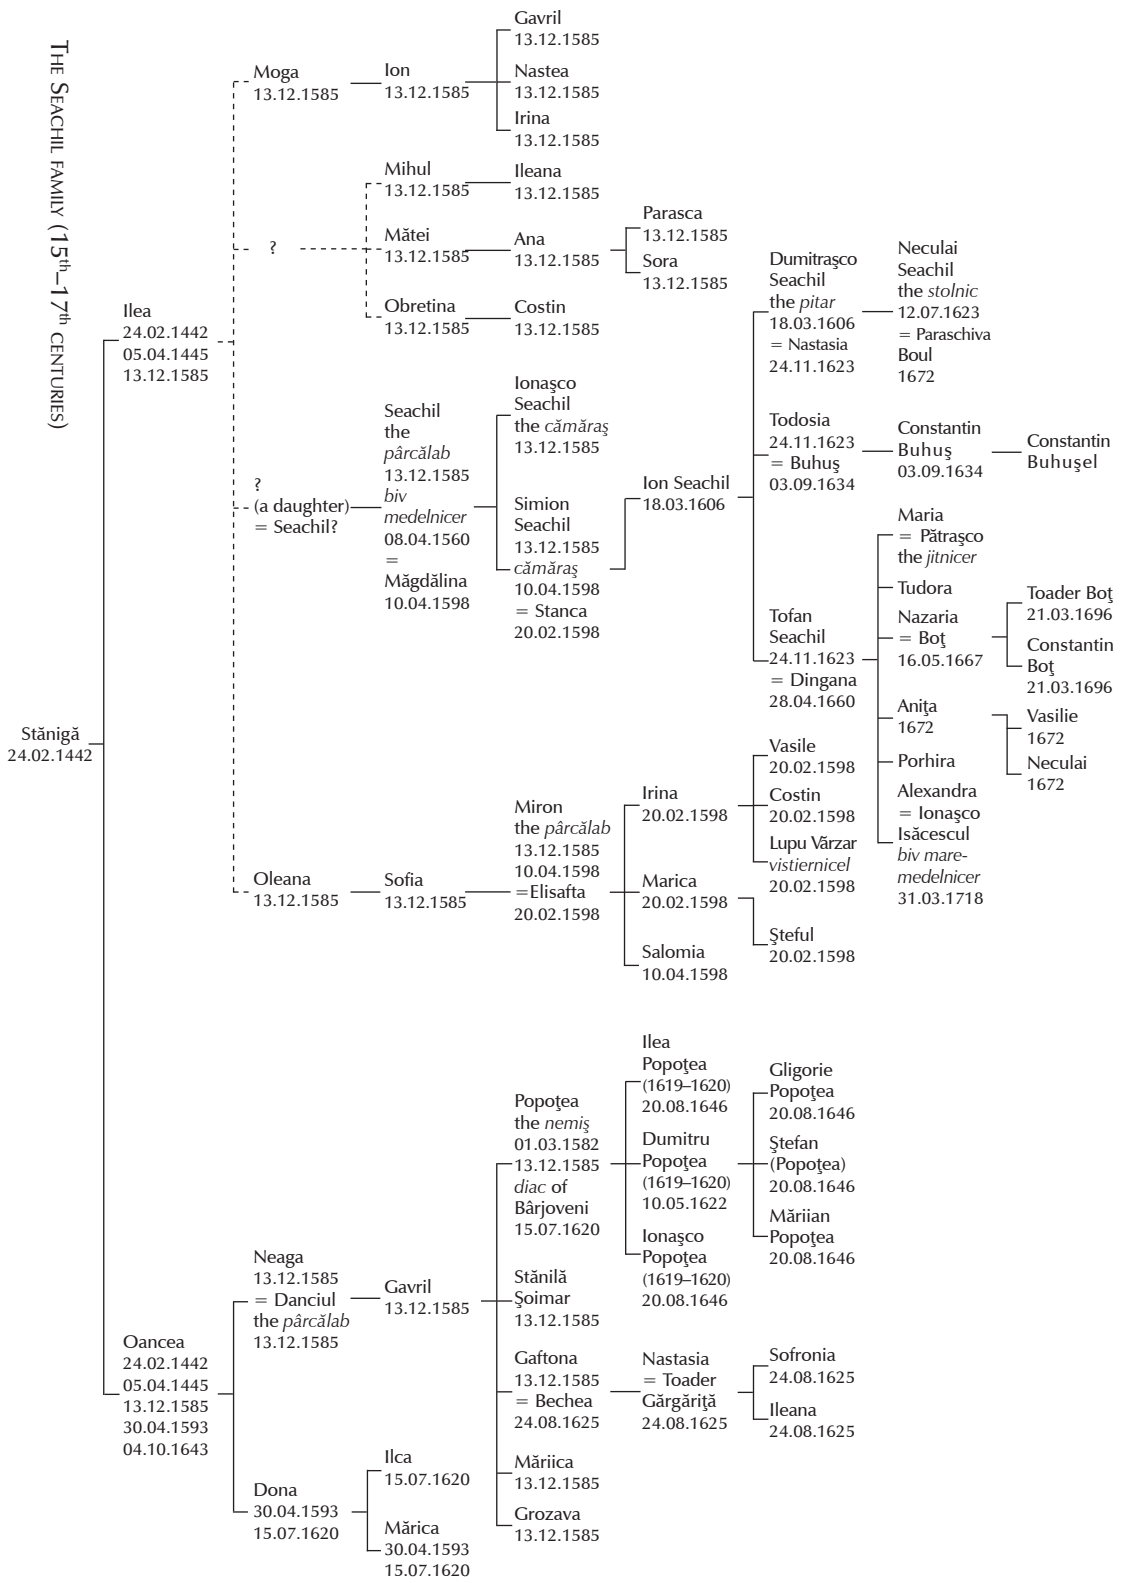 THE SEACHIL FAMILY (15th–17th CENTURIES)
Stănigă
24.02.1442
Ilea
24.02.1442
05.04.1445
13.12.1585
Oancea
24.02.1442
05.04.1445
13.12.1585
30.04.1593
04.10.1643
Moga
13.12.1585
?
?
(a daughter)
= Seachil?
Oleana
13.12.1585
Neaga
13.12.1585
= Danciul
the pârcălab
13.12.1585
Dona
30.04.1593
15.07.1620
Ion
13.12.1585
Mihul
13.12.1585
Mătei
13.12.1585
Obretina
13.12.1585
Seachil
the
pârcălab
13.12.1585
biv
medelnicer
08.04.1560
=
Măgdălina
10.04.1598
Sofia
13.12.1585
Gavril
13.12.1585
Ilca
15.07.1620
Mărica
30.04.1593
15.07.1620
Gavril
13.12.1585
Nastea
13.12.1585
Irina
13.12.1585
Ileana
13.12.1585
Ana
13.12.1585
Costin
13.12.1585
Ionaşco
Seachil
the cămăraş
13.12.1585
Simion
Seachil
13.12.1585
cămăraş
10.04.1598
= Stanca
20.02.1598
Miron
the pârcălab
13.12.1585
10.04.1598
=Elisafta
20.02.1598
Popoţea
the nemiş
01.03.1582
13.12.1585
diac of
Bârjoveni
15.07.1620
Stănilă
Şoimar
13.12.1585
Gaftona
13.12.1585
= Bechea
24.08.1625
Măriica
13.12.1585
Grozava
13.12.1585
Parasca
13.12.1585
Sora
13.12.1585
Ion Seachil
18.03.1606
Irina
20.02.1598
Marica
20.02.1598
Salomia
10.04.1598
Ilea
Popoţea
(1619–1620)
20.08.1646
Dumitru
Popoţea
(1619–1620)
10.05.1622
Ionaşco
Popoţea
(1619–1620)
20.08.1646
Nastasia
= Toader
Gărgăriţă
24.08.1625
Dumitraşco
Seachil
the pitar
18.03.1606
= Nastasia
24.11.1623
Todosia
24.11.1623
= Buhuş
03.09.1634
Tofan
Seachil
24.11.1623
= Dingana
28.04.1660
Vasile
20.02.1598
Costin
20.02.1598
Lupu Vărzar
vistiernicel
20.02.1598
Şteful
20.02.1598
Gligorie
Popoţea
20.08.1646
Ştefan
(Popoţea)
20.08.1646
Măriian
Popoţea
20.08.1646
Sofronia
24.08.1625
Ileana
24.08.1625
Neculai
Seachil
the stolnic
12.07.1623
= Paraschiva
Boul
1672
Constantin
Buhuş
03.09.1634
Maria
= Pătraşco
the jitnicer
Tudora
Nazaria
= Boţ
16.05.1667
Aniţa
1672
Porhira
Alexandra
= Ionaşco
Isăcescul
biv mare-
medelnicer
31.03.1718
Constantin
Buhuşel
Toader Boţ
21.03.1696
Constantin
Boţ
21.03.1696
Vasilie
1672
Neculai
1672